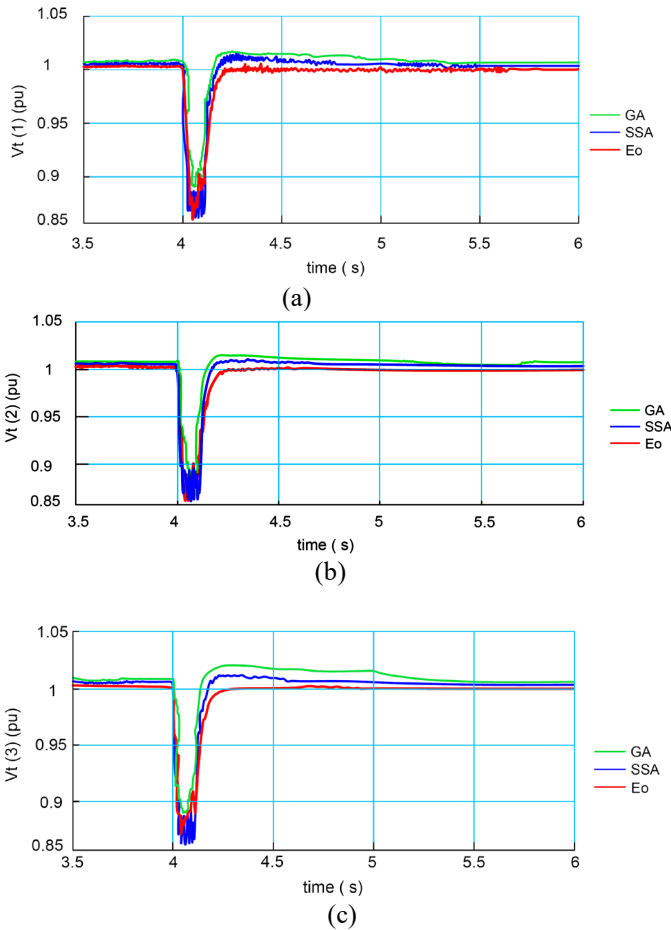 1.05
1
0.95
0.9
0.85
Vt (1) (pu)
3.5
4
4.5
5
5.5
6
time ( s)
GA
SSA
Eo
(a)
1.05
1
0.95
0.9
0.85
Vt (2) (pu)
3.5
4
4.5
5
5.5
6
time ( s)
GA
SSA
Eo
(b)
1.05
1
0.95
0.9
0.85
Vt (3) (pu)
3.5
4
4.5
5
5.5
6
time ( s)
GA
SSA
Eo
(c)